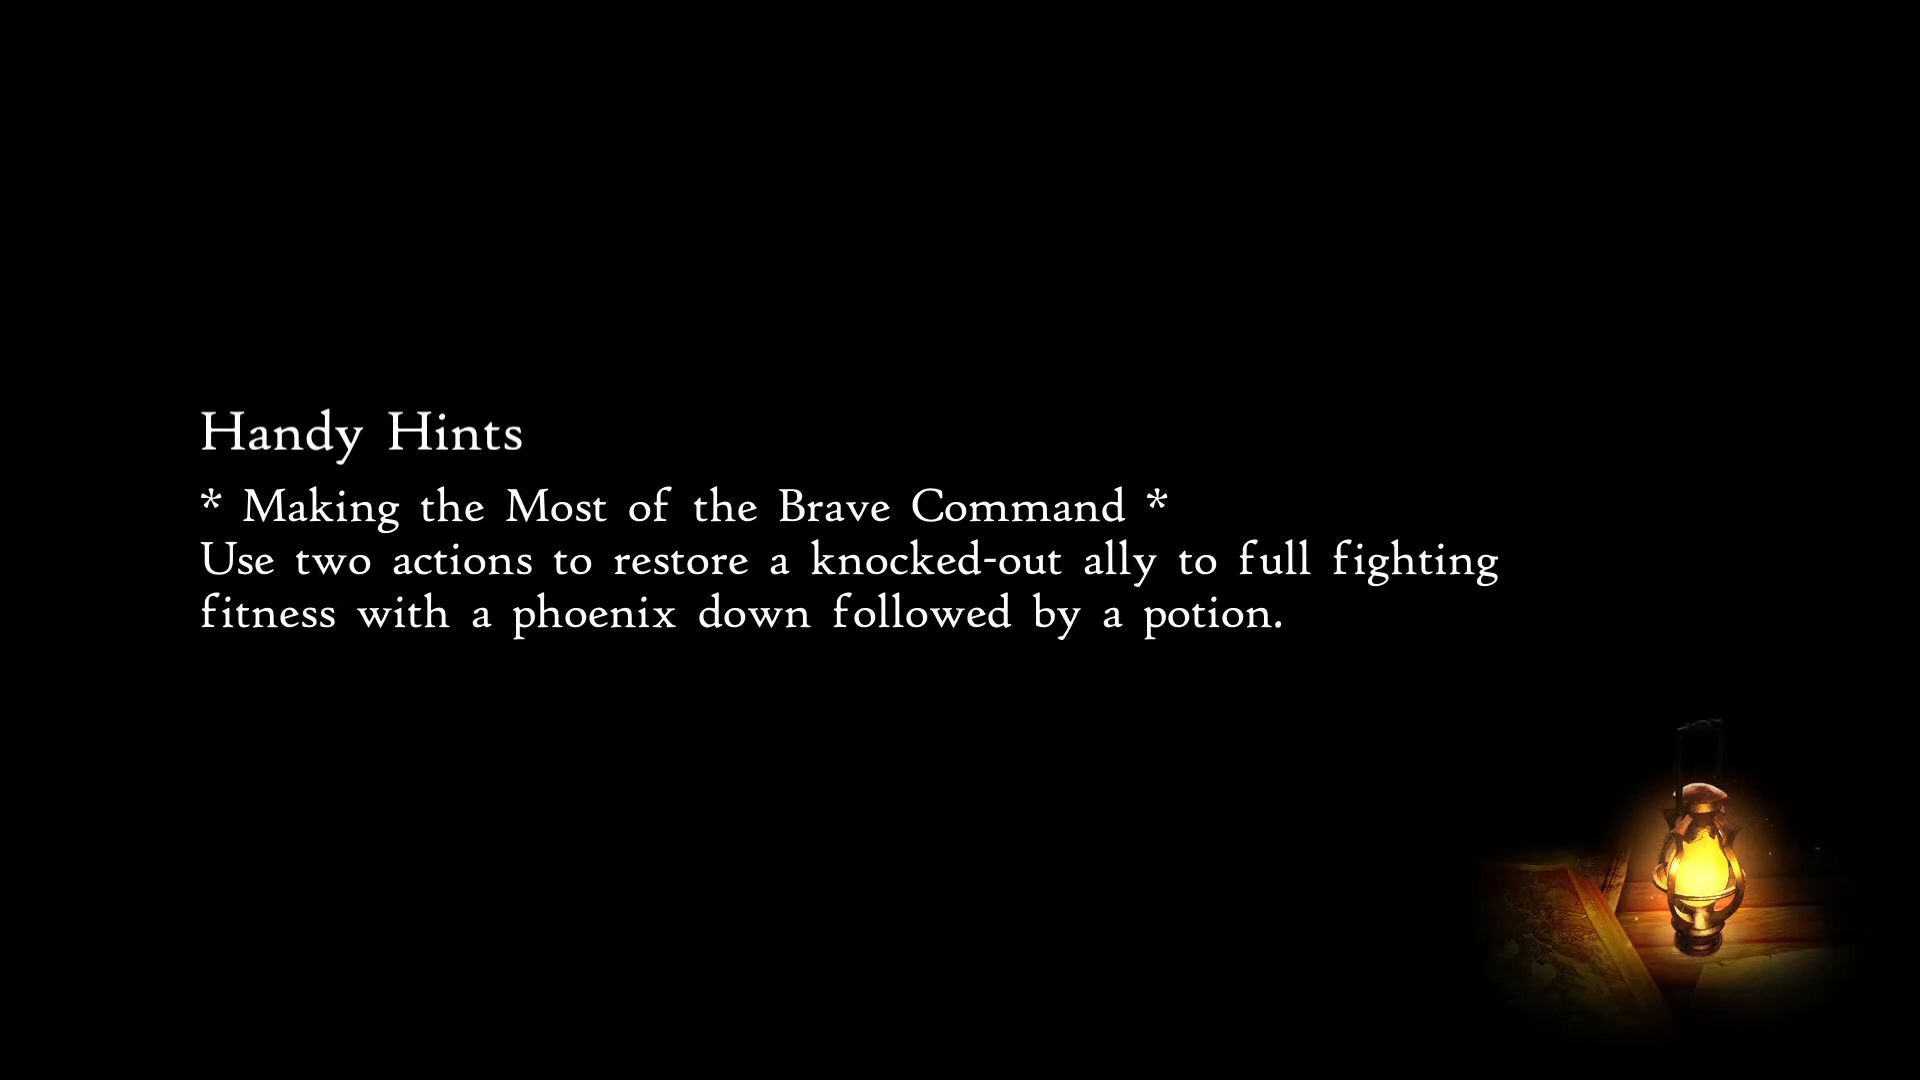 Handy Hints
* Making the Most of the Brave Command *
Use two actions to restore a knocked-out ally to full fighting
fitness with a phoenix down followed by a potion.